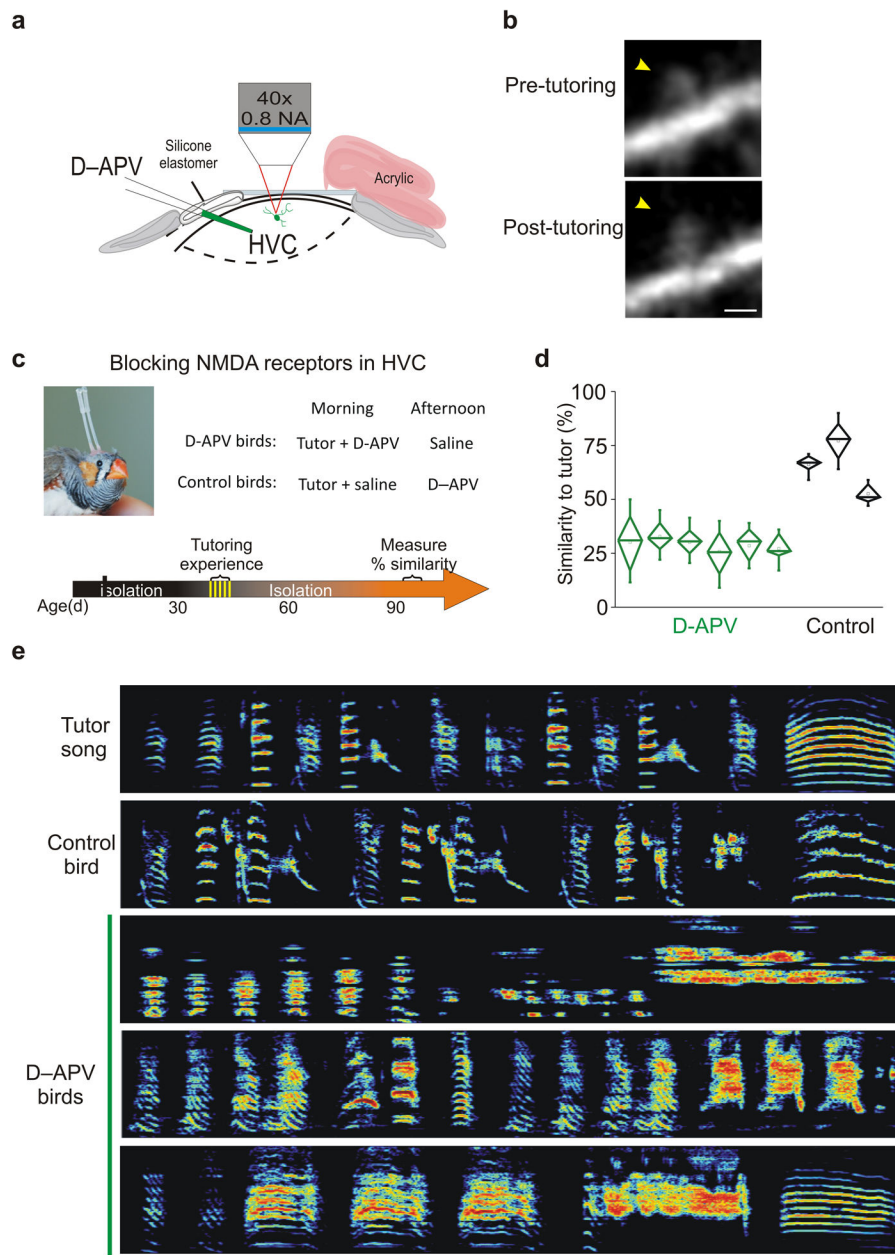 a
40x
0.8 NA
Silicone
elastomer
D–APV
Acrylic
HVC
b
Pre-tutoring
Post-tutoring
c
Blocking NMDA receptors in HVC
Morning Afternoon
D-APV birds: Tutor + D-APV Saline
Control birds: Tutor + saline D–APV
Tutoring
experience
Measure
% similarity
isolation Isolation
Age(d) 30 60 90
d
Similarity to tutor (%)
100
75
50
25
0
D-APV Control
e
Tutor
song
Control
bird
D–APV
birds